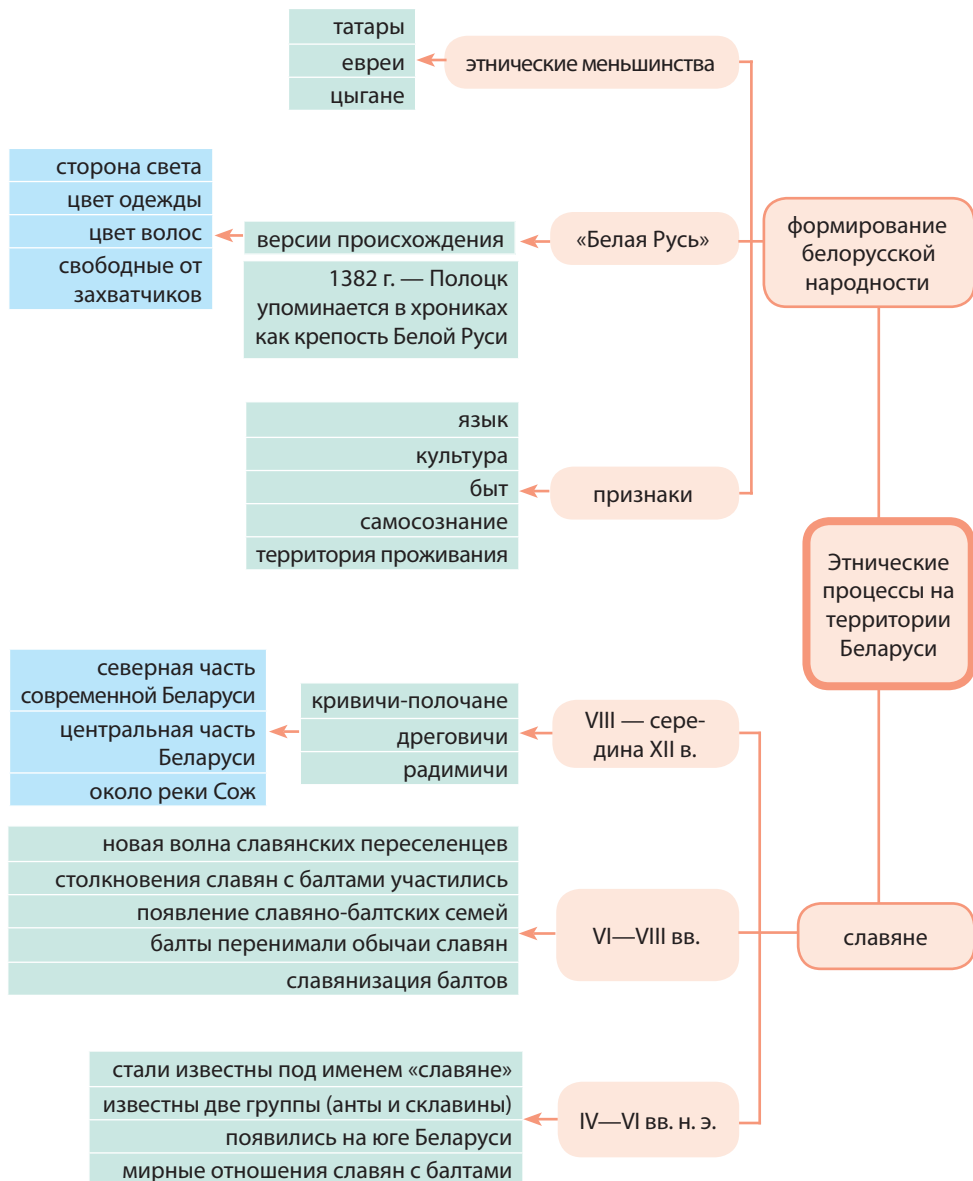 татары
евреи
цыгане
этнические меньшинства
сторона света
цвет одежды
цвет волос
свободные от
захватчиков
версии происхождения
1382 г. — Полоцк
упоминается в хрониках
как крепость Белой Руси
«Белая Русь»
формирование
белорусской
народности
язык
культура
быт
самосознание
территория проживания
признаки
Этнические
процессы на
территории
Беларуси
северная часть
современной Беларуси
центральная часть
Беларуси
около реки Сож
кривичи-полочане
дреговичи
радимичи
VIII — сере-
дина XII в.
новая волна славянских переселенцев
столкновения славян с балтами участились
появление славяно-балтских семей
балты перенимали обычаи славян
славянизация балтов
VI—VIII вв.
славяне
стали известны под именем «славяне»
известны две группы (анты и склавины)
появились на юге Беларуси
мирные отношения славян с балтами
IV—VI вв. н. э.